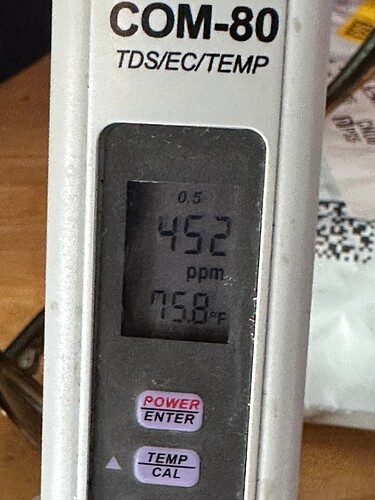 COM-80
TDS/EC/TEMP
0.5
452
ppm
75.8°F
POWER
ENTER
TEMP
CAL